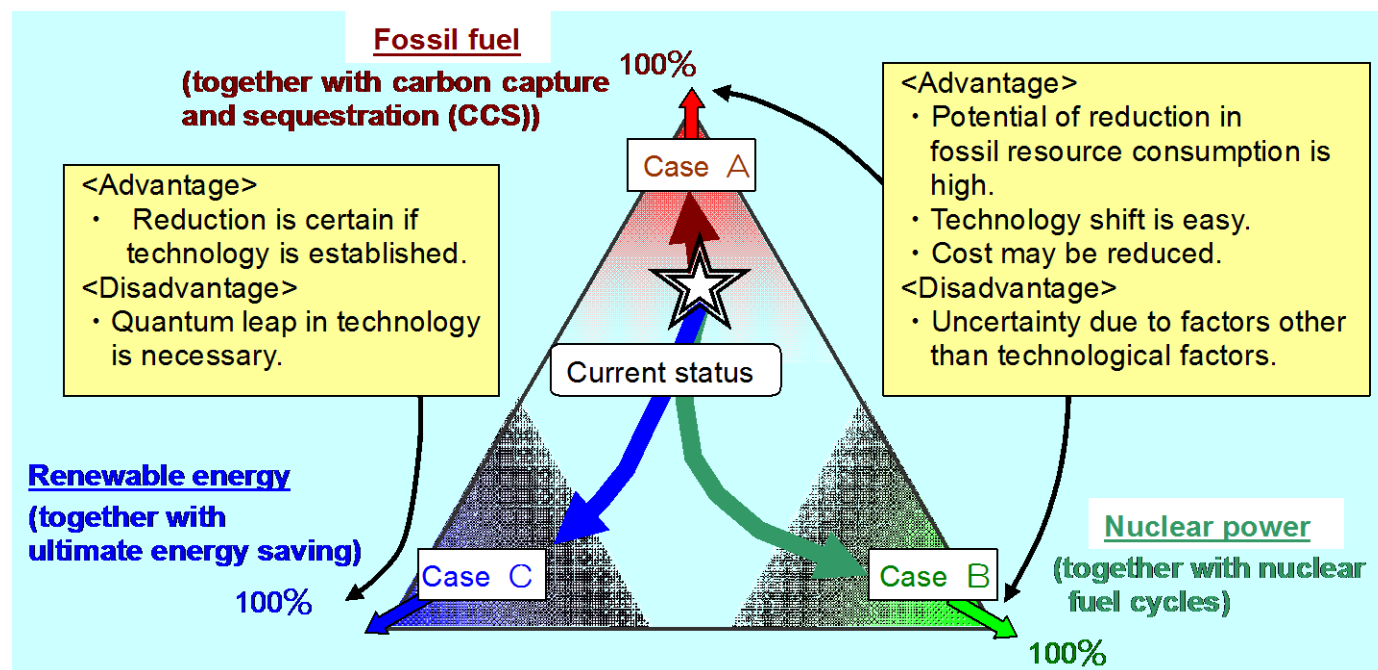 Fossil fuel
(together with carbon capture
and sequestration (CCS))
100%
Case A
<Advantage>
・ Potential of reduction in
fossil resource consumption is
high.
・ Technology shift is easy.
・ Cost may be reduced.
<Disadvantage>
・ Uncertainty due to factors other
than technological factors.
<Advantage>
・ Reduction is certain if
technology is established.
<Disadvantage>
・ Quantum leap in technology
is necessary.
Current status
Renewable energy
(together with
ultimate energy saving)
100%
Case C
Case B
Nuclear power
(together with nuclear
fuel cycles)
100%